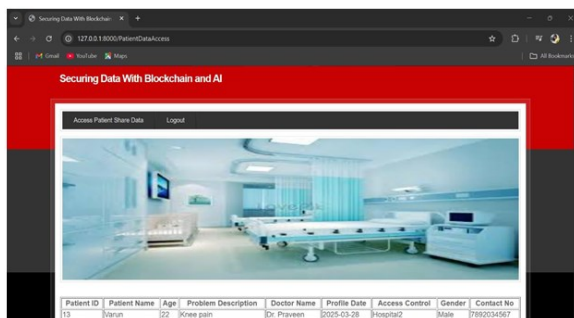 Securing Data With Blockchain
127.0.0.1:8000/PatientDataAccess
Gmail YouTube Maps All Bookmarks
Securing Data With Blockchain and AI
Access Patient Share Data Logout
Patient ID Patient Name Age Problem Description Doctor Name Profile Date Access Control Gender Contact No
13 Varun 22 Knee pain Dr. Praveen 2025-03-28 Hospital2 Male 7892034567